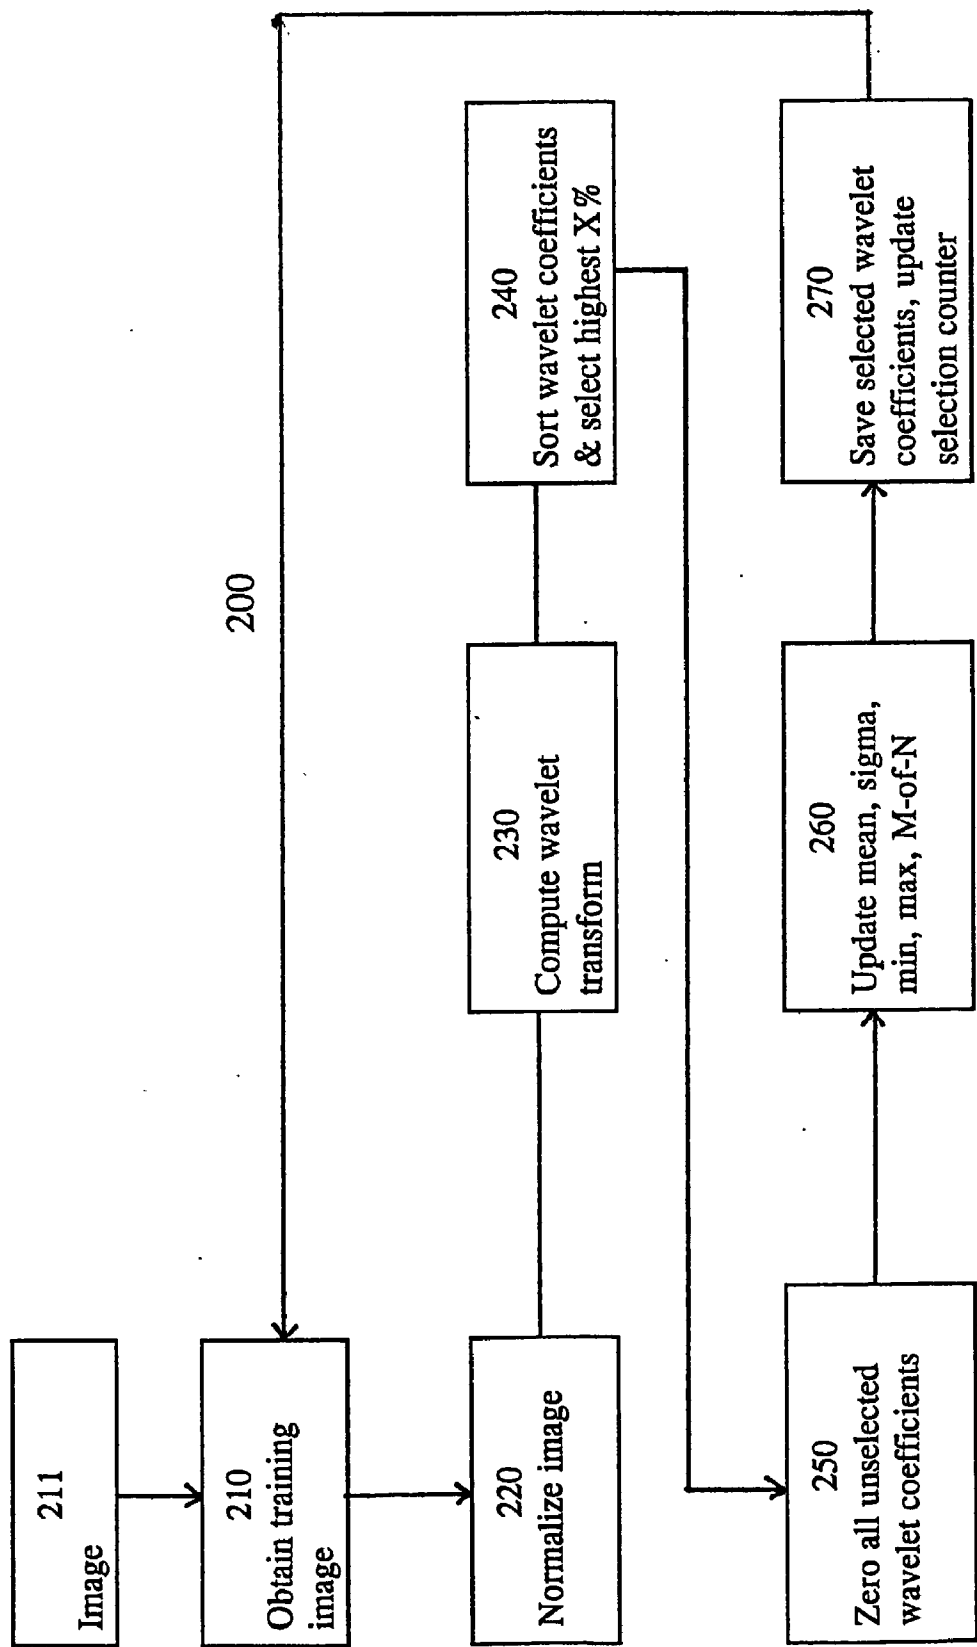 200
211
Image
210
Obtain training
image
220
Normalize image
230
Compute wavelet
transform
240
Sort wavelet coefficients
& select highest X %
250
Zero all unselected
wavelet coefficients
260
Update mean, sigma,
min, max, M-of-N
270
Save selected wavelet
coefficients, update
selection counter